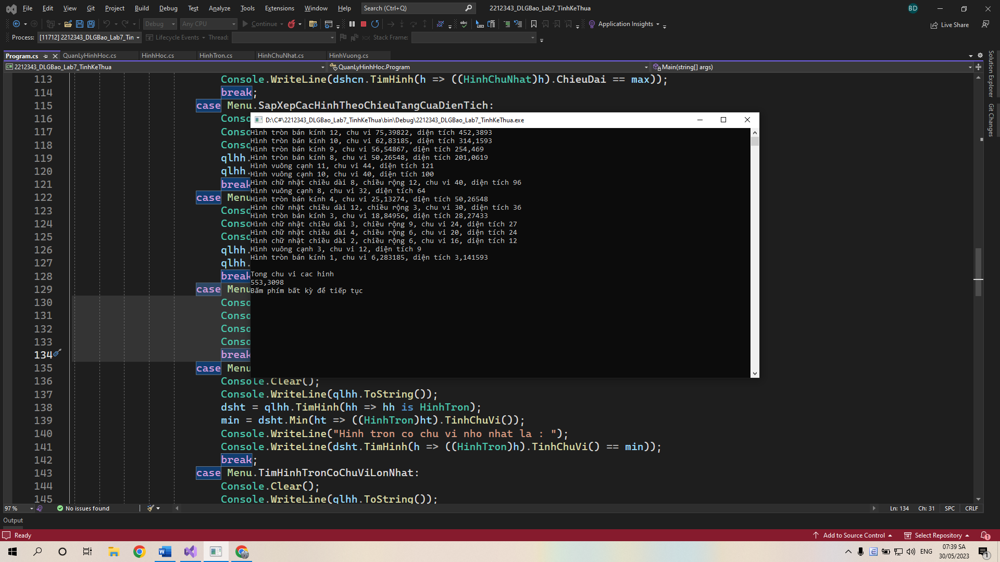 File Edit View Git Project Build Debug Test Analyze Tools Extensions Window Help Search (Ctrl+Q) 2212343_DLGBao_Lab7_TinhKeThua BD
Debug Any CPU Continue Application Insights Live Share
Process: [11712] 2212343_DLGBao_Lab7_Tin Lifecycle Events Thread: Stack Frame:
Program.cs QuanLyHinhHoc.cs HinhHoc.cs HinhTron.cs HinhChuNhat.cs HinhVuong.cs
2212343_DLGBao_Lab7_TinhKeThua QuanLyHinhHoc.Program Main(string[] args)
Solution Explorer
Git Changes
113 Console.WriteLine(dshcn.TimHinh(h => ((HinhChuNhat)h).ChieuDai == max));
114 break;
115 case Menu.SapXepCacHinhTheoChieuTangCuaDienTich:
116 Conso
117 Conso
118 Conso
119 qlhh.
120 qlhh.
121 break
122 case Menu
123 Conso
124 Conso
125 Conso
126 qlhh.
127 qlhh.
128 break
129 case Menu
130 Conso
131 Conso
132 Conso
133 Conso
134 break
135 case Menu
136 Console.Clear();
137 Console.WriteLine(qlhh.ToString());
138 dsht = qlhh.TimHinh(hh => hh is HinhTron);
139 min = dsht.Min(ht => ((HinhTron)ht).TinhChuVi());
140 Console.WriteLine("Hinh tron co chu vi nho nhat la : ");
141 Console.WriteLine(dsht.TimHinh(h => ((HinhTron)h).TinhChuVi() == min));
142 break;
143 case Menu.TimHinhTronCoChuViLonNhat:
144 Console.Clear();
145 Console.WriteLine(qlhh.ToString());
D:\C#\2212343_DLGBao_Lab7_TinhKeThua\bin\Debug\2212343_DLGBao_Lab7_TinhKeThua.exe
Hình tròn bán kính 12, chu vi 75,39822, diện tích 452,3893
Hình tròn bán kính 10, chu vi 62,83185, diện tích 314,1593
Hình tròn bán kính 9, chu vi 56,54867, diện tích 254,469
Hình tròn bán kính 8, chu vi 50,26548, diện tích 201,0619
Hình vuông cạnh 11, chu vi 44, diện tích 121
Hình vuông cạnh 10, chu vi 40, diện tích 100
Hình chữ nhật chiều dài 8, chiều rộng 12, chu vi 40, diện tích 96
Hình vuông cạnh 8, chu vi 32, diện tích 64
Hình tròn bán kính 4, chu vi 25,13274, diện tích 50,26548
Hình chữ nhật chiều dài 12, chiều rộng 3, chu vi 30, diện tích 36
Hình tròn bán kính 3, chu vi 18,84956, diện tích 28,27433
Hình chữ nhật chiều dài 3, chiều rộng 9, chu vi 24, diện tích 27
Hình chữ nhật chiều dài 4, chiều rộng 6, chu vi 20, diện tích 24
Hình chữ nhật chiều dài 2, chiều rộng 6, chu vi 16, diện tích 12
Hình vuông cạnh 3, chu vi 12, diện tích 9
Hình tròn bán kính 1, chu vi 6,283185, diện tích 3,141593
Tong chu vi cac hinh
553,3098
Bấm phím bất kỳ để tiếp tục
97 % No issues found Ln: 134 Ch: 31 SPC CRLF
Output
Ready Add to Source Control Select Repository 1
ENG 07:39 SA
30/05/2023 1